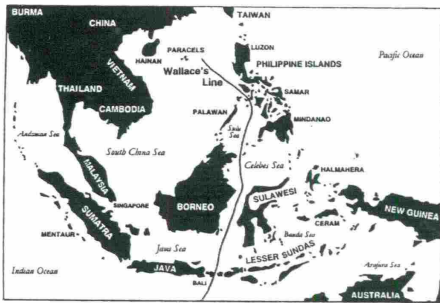 BURMA
CHINA
TAIWAN
HAINAN
PARACELS
LUZON
Pacific Ocean
Wallace's
Line
PHILIPPINE ISLANDS
VIETNAM
THAILAND
CAMBODIA
SAMAR
PALAWAN
Sulu
Sea
MINDANAO
Andaman Sea
South China Sea
Celebes Sea
MALAYSIA
HALMAHERA
SULAWESI
SINGAPORE
BORNEO
NEW GUINEA
SUMATRA
CERAM
MENTAUR
Banda Sea
Java Sea
LESSER SUNDAS
JAVA
Arafura Sea
Indian Ocean
BALI
AUSTRALIA